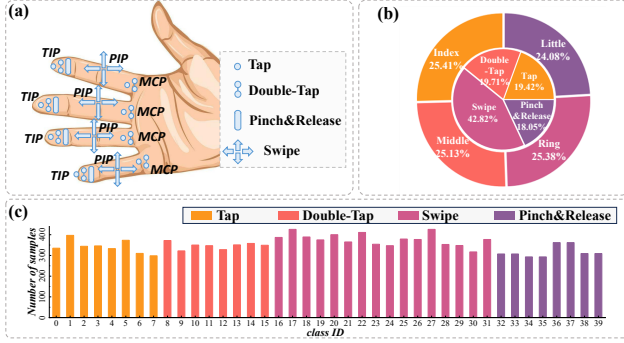 (a)
TIP
PIP
MCP
PIP
MCP
TIP
PIP
MCP
TIP
PIP
MCP
TIP
Tap
Double-Tap
Pinch&Release
Swipe
(b)
Index
25.41%
Little
24.08%
Double
-Tap
19.71%
Tap
19.42%
Swipe
42.82%
Pinch
&Release
18.05%
Middle
25.13%
Ring
25.38%
(c)
Tap
Double-Tap
Swipe
Pinch&Release
Number of samples
400
300
200
100
0
0 1 2 3 4 5 6 7 8 9 10 11 12 13 14 15 16 17 18 19 20 21 22 23 24 25 26 27 28 29 30 31 32 33 34 35 36 37 38 39
class ID